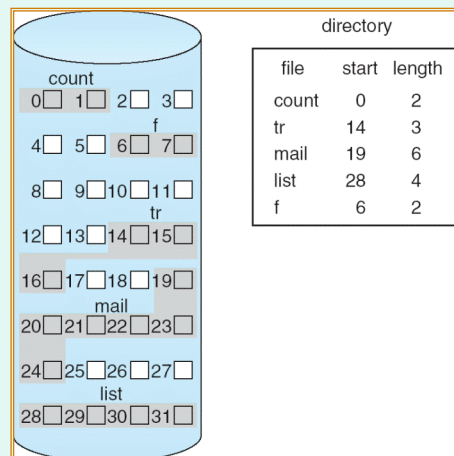 directory
file start length
count 0 2
tr 14 3
mail 19 6
list 28 4
f 6 2
count
0 1 2 3
f
4 5 6 7
8 9 10 11
tr
12 13 14 15
16 17 18 19
mail
20 21 22 23
24 25 26 27
list
28 29 30 31